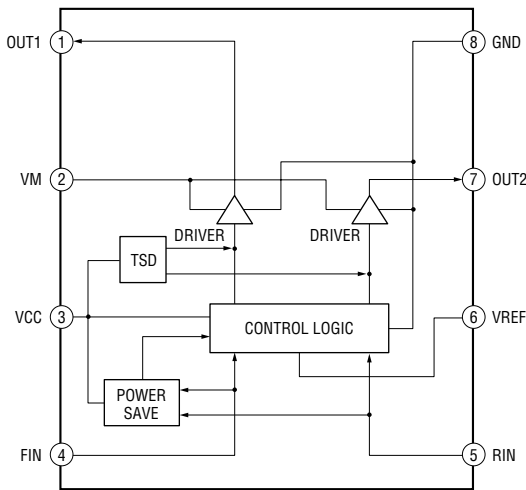 OUT1
1
8
GND
VM
2
7
OUT2
DRIVER
DRIVER
TSD
VCC
3
CONTROL LOGIC
6
VREF
POWER
SAVE
FIN
4
5
RIN